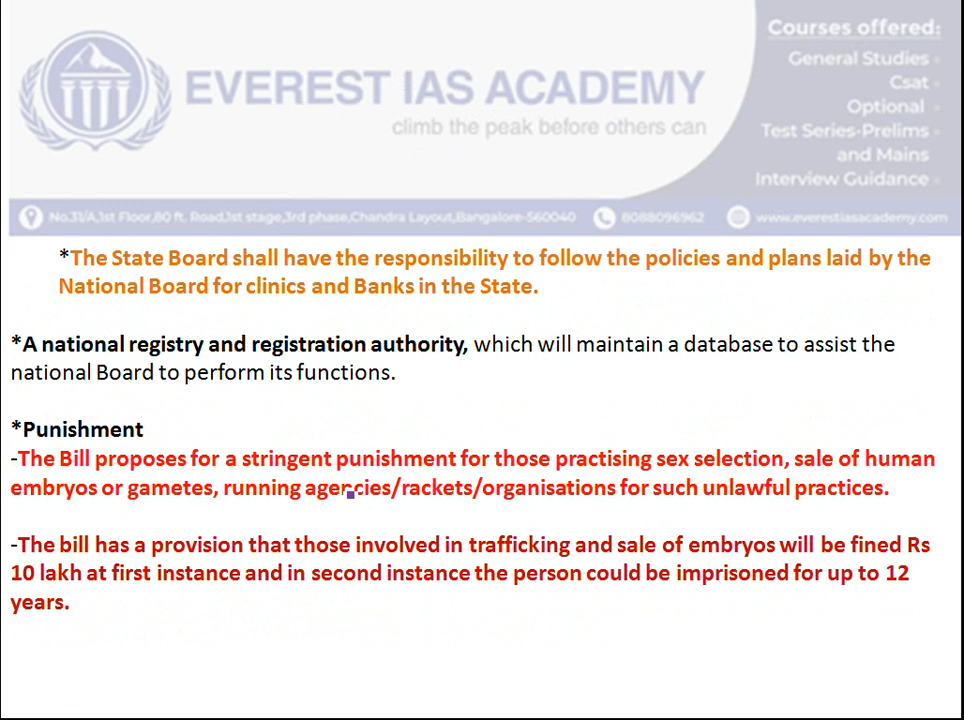 Courses offered:
General Studies
Csat
EVEREST IAS ACADEMY
Optional
climb the peak before others can
Test Series-Prelims
and Mains
Interview Guidance
No.31/A,1st Floor,80 ft. Road,1st stage,3rd phase,Chandra Layout,Bangalore-560040 8088096962 www.everestiasacademy.com
*The State Board shall have the responsibility to follow the policies and plans laid by the
National Board for clinics and Banks in the State.
*A national registry and registration authority, which will maintain a database to assist the
national Board to perform its functions.
*Punishment
-The Bill proposes for a stringent punishment for those practising sex selection, sale of human
embryos or gametes, running agencies/rackets/organisations for such unlawful practices.
-The bill has a provision that those involved in trafficking and sale of embryos will be fined Rs
10 lakh at first instance and in second instance the person could be imprisoned for up to 12
years.